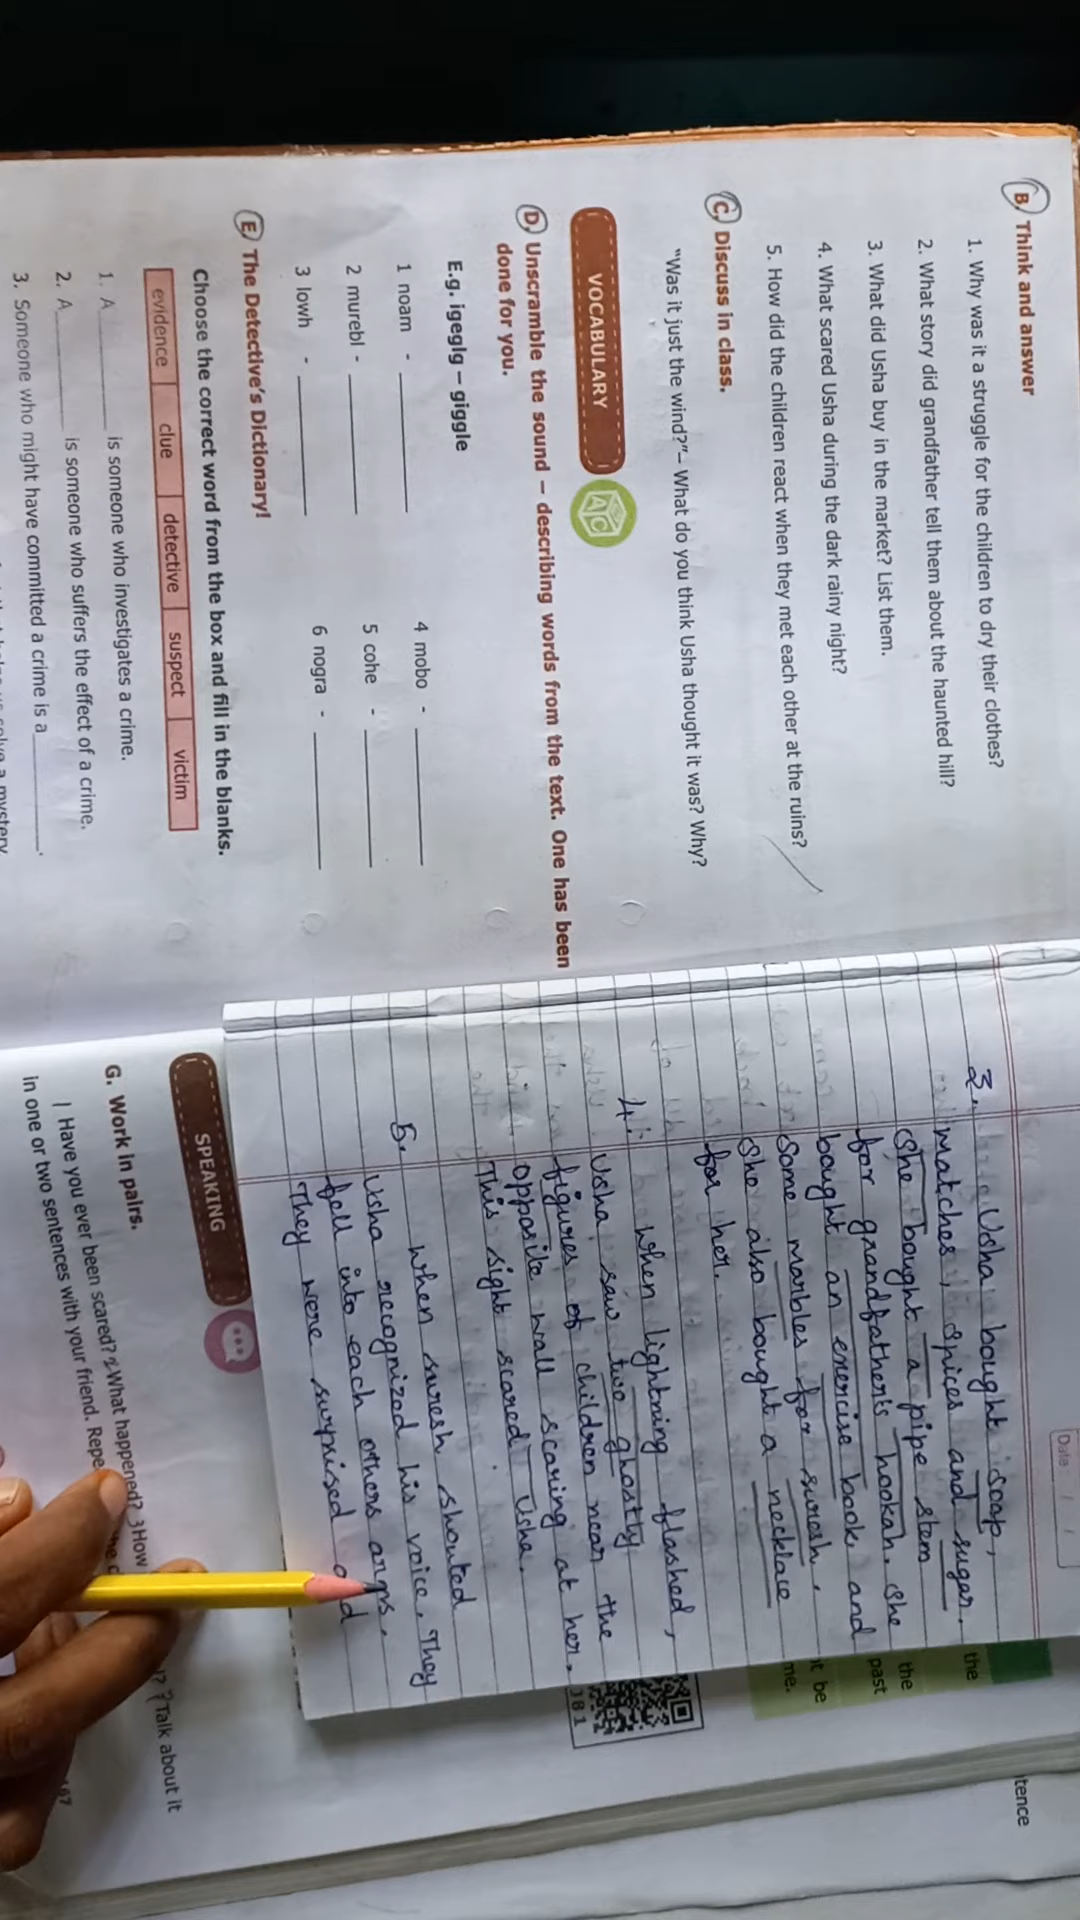 B. Think and answer
1. Why was it a struggle for the children to dry their clothes?
2. What story did grandfather tell them about the haunted hill?
3. What did Usha buy in the market? List them.
4. What scared Usha during the dark rainy night?
5. How did the children react when they met each other at the ruins?
C. Discuss in class.
"Was it just the wind?"– What do you think Usha thought it was? Why?
VOCABULARY
D. Unscramble the sound – describing words from the text. One has been
done for you.
E.g. igeglg – giggle
1 noam -
4 mobo -
2 murebl -
5 cohe -
3 lowh -
6 nogra -
E. The Detective's Dictionary!
Choose the correct word from the box and fill in the blanks.
evidence clue detective suspect victim
1. A ________ is someone who investigates a crime.
2. A ________ is someone who suffers the effect of a crime.
3. Someone who might have committed a crime is a ________.
Date: / /
3. Usha bought soap,
matches, spices and sugar.
She bought a pipe stem
for grandfather's hookah. She
bought an exercise book, and
some marbles for suresh.
She also bought a necklace
for her.
4. When lightning flashed,
Usha saw two ghostly
figures of children near the
opposite wall scaring at her.
This sight scared Usha.
5. When suresh shouted
Usha recognized his voice. They
fell into each others arms.
They were surprised
the
the
past
it be
me.
tence
181
SPEAKING
G. Work in pairs.
Have you ever been scared? 2 What happened? 3 How
in one or two sentences with your friend. Repe
? Talk about it
167